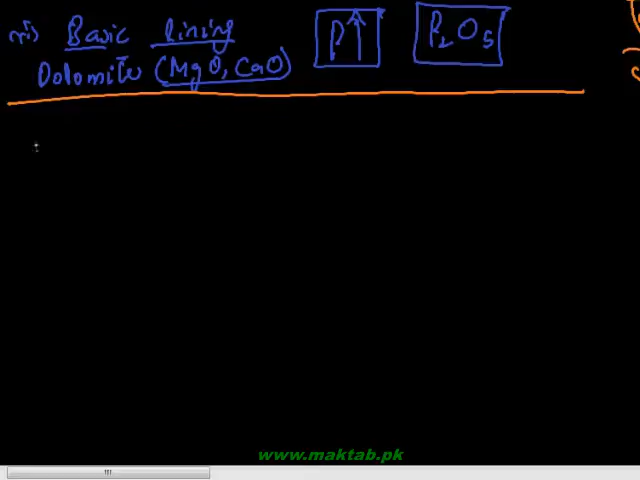 ii) Basic Lining P↑ P₂O₅
Dolomite (MgO, CaO)
www.maktab.pk